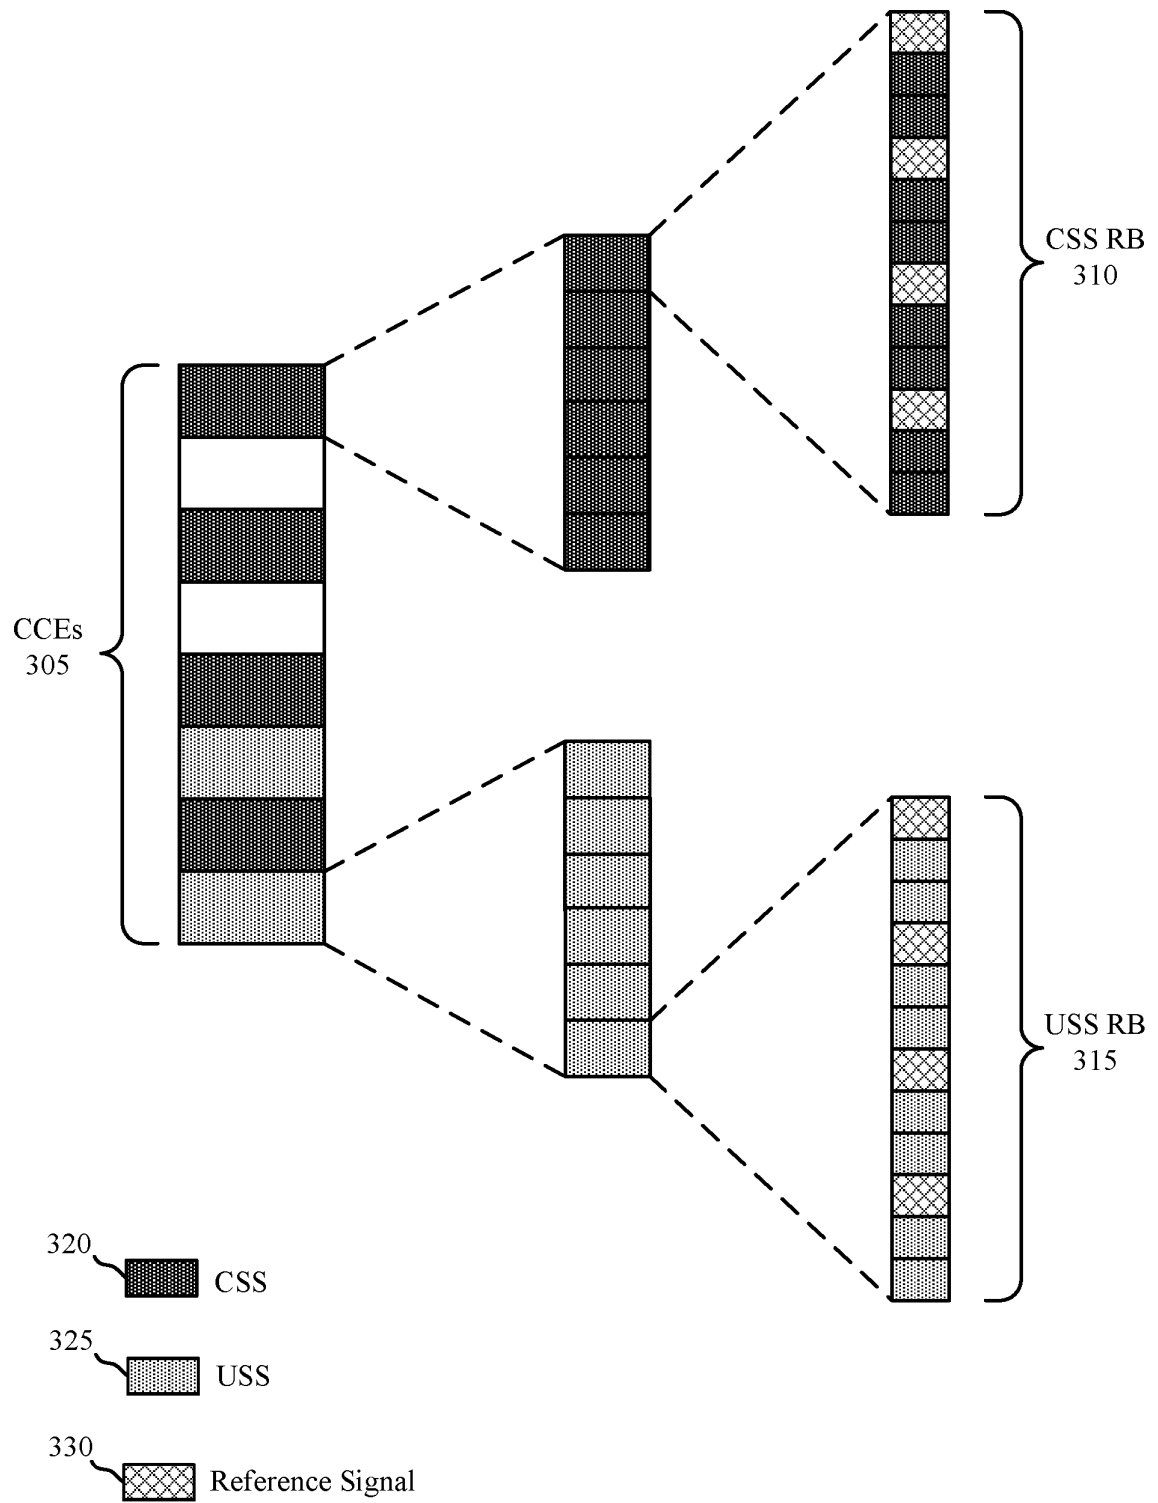 CSS RB
310
CCEs
305
USS RB
315
320
CSS
325
USS
330
Reference Signal